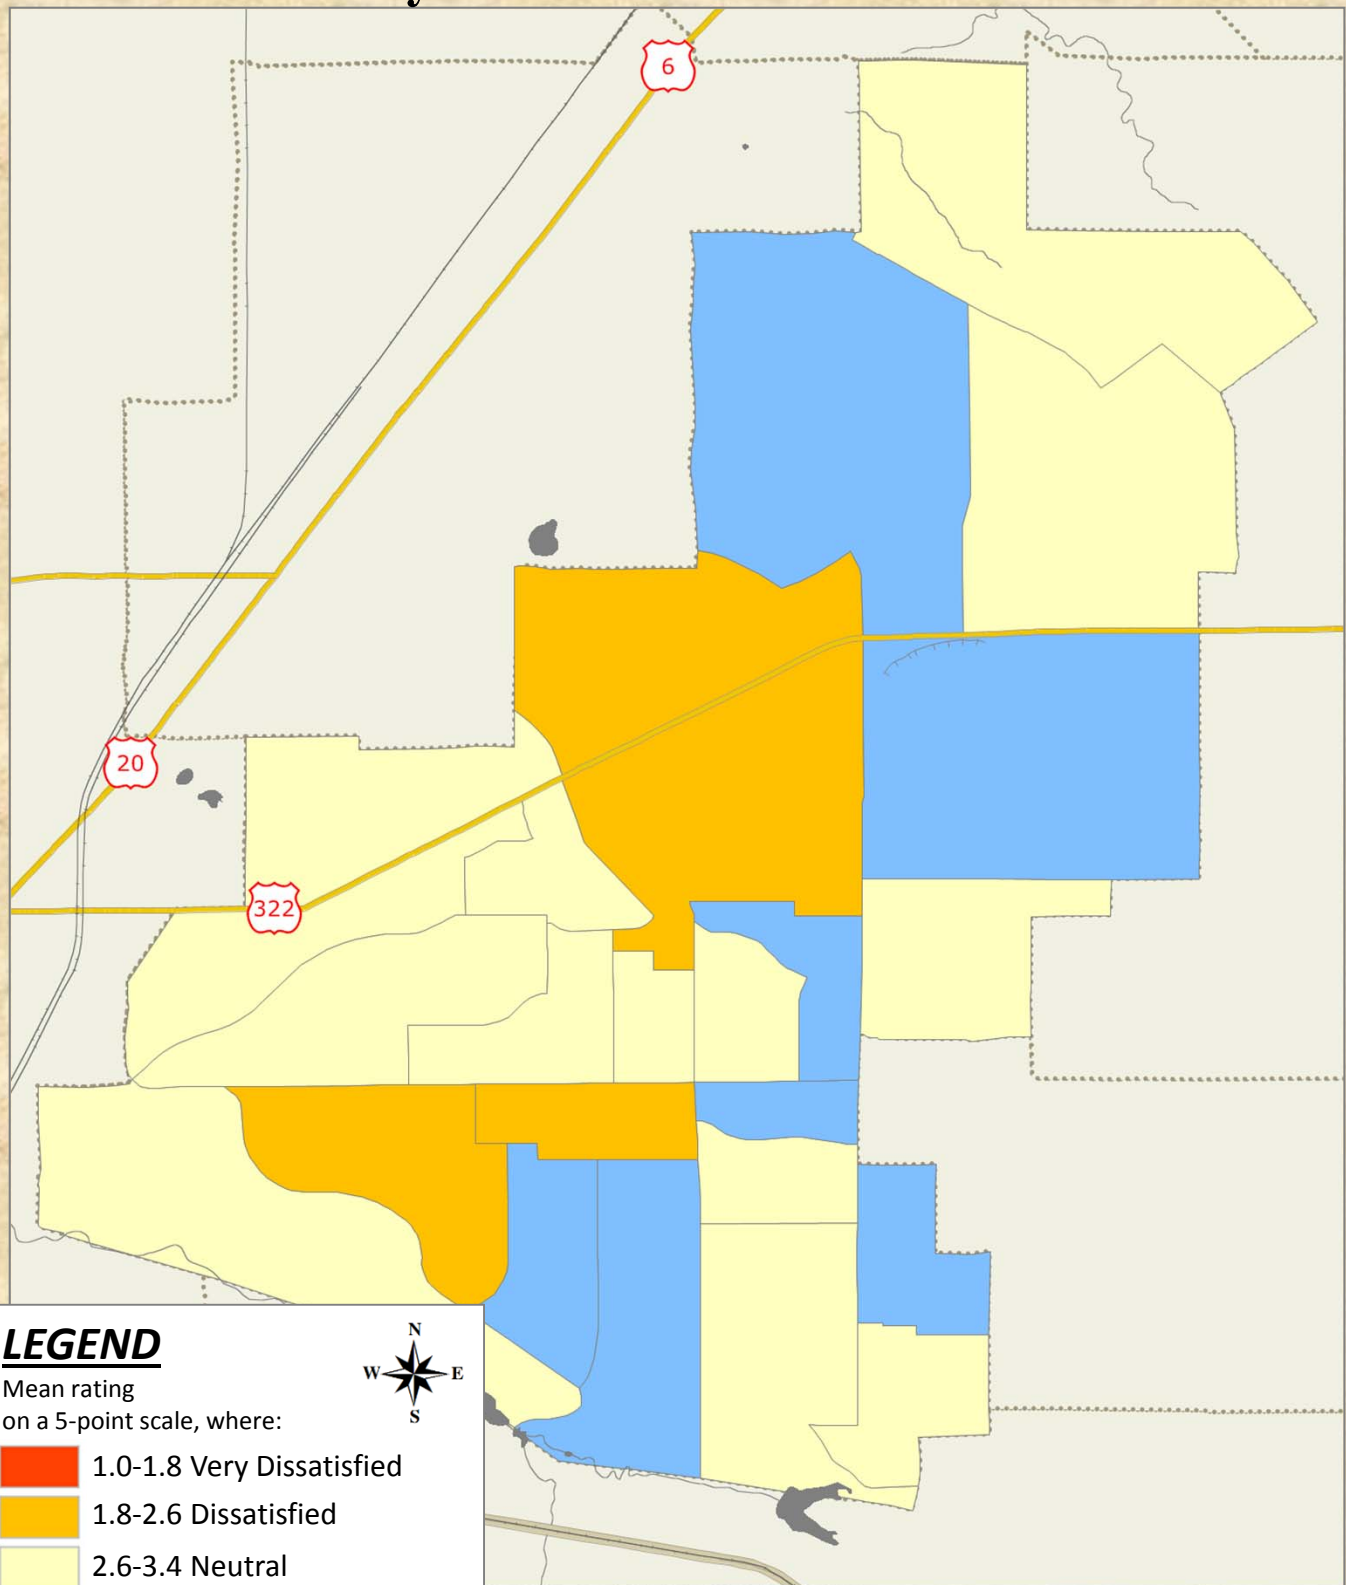 6
20
322
LEGEND
N
W E
S
Mean rating
on a 5-point scale, where:
1.0-1.8 Very Dissatisfied
1.8-2.6 Dissatisfied
2.6-3.4 Neutral